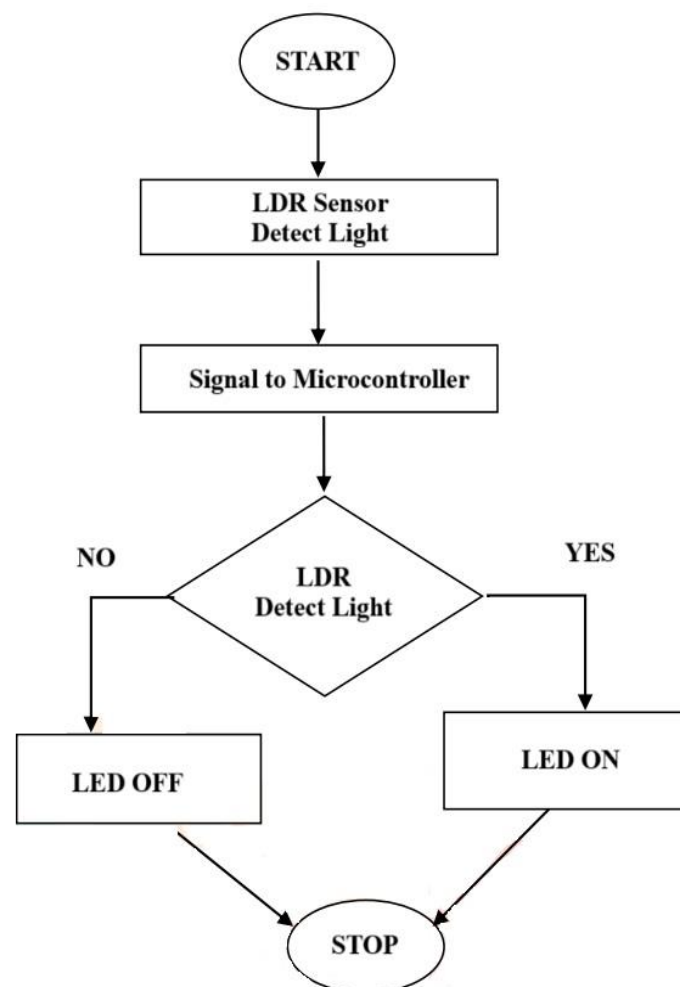 START
LDR Sensor
Detect Light
Signal to Microcontroller
NO
YES
LDR
Detect Light
LED OFF
LED ON
STOP